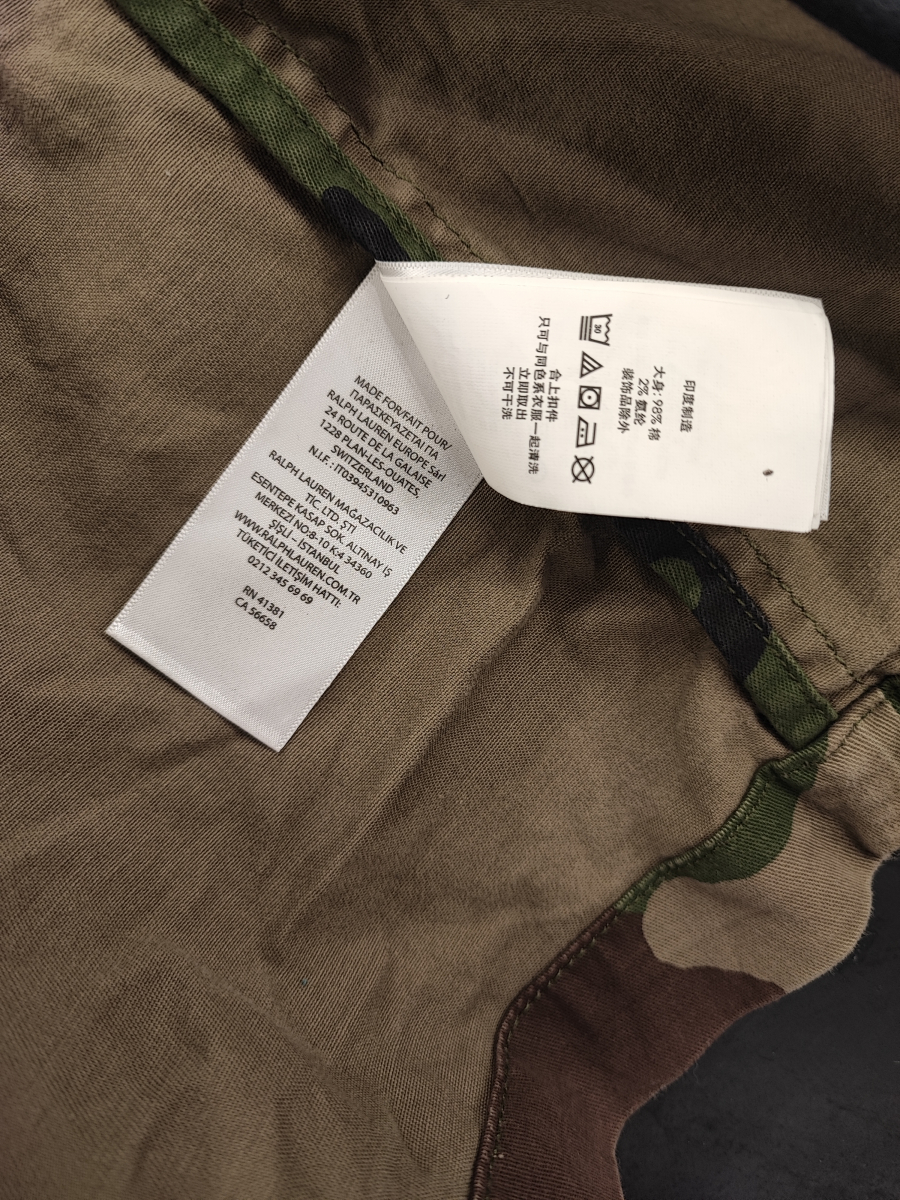 MADE FOR/FAIT POUR/
ΠΑΡΑΣΚΕΥΑΖΕΤΑΙ ΓΙΑ
RALPH LAUREN EUROPE Sàrl
24 ROUTE DE LA GALAISE
1228 PLAN-LES-OUATES,
SWITZERLAND
N.I.F. : IT03945310963
RALPH LAUREN MAĞAZACILIK VE
TİC. LTD. ŞTİ
ESENTEPE KASAP SOK. ALTINAY İŞ
MERKEZİ NO:8-10 K:4 34360
ŞİŞLİ – İSTANBUL
WWW.RALPHLAUREN.COM.TR
TÜKETİCİ İLETİŞİM HATTI:
0212 345 69 69
RN 41381
CA 56658
印度制造
大身: 98% 棉
2% 氨纶
装饰品除外
30
合上扣件
只可与同色系衣服一起清洗
立即取出
不可干洗